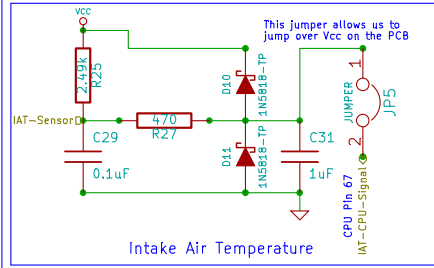 vcc
This jumper allows us to
jump over Vcc on the PCB
2.49k
R25
D10
1N5818-TP
1
JUMPER
JP5
2
IAT-Sensor
470
R27
C29
0.1uF
D11
1N5818-TP
C31
1uF
CPU Pin 67
IAT-CPU-Signal
Intake Air Temperature